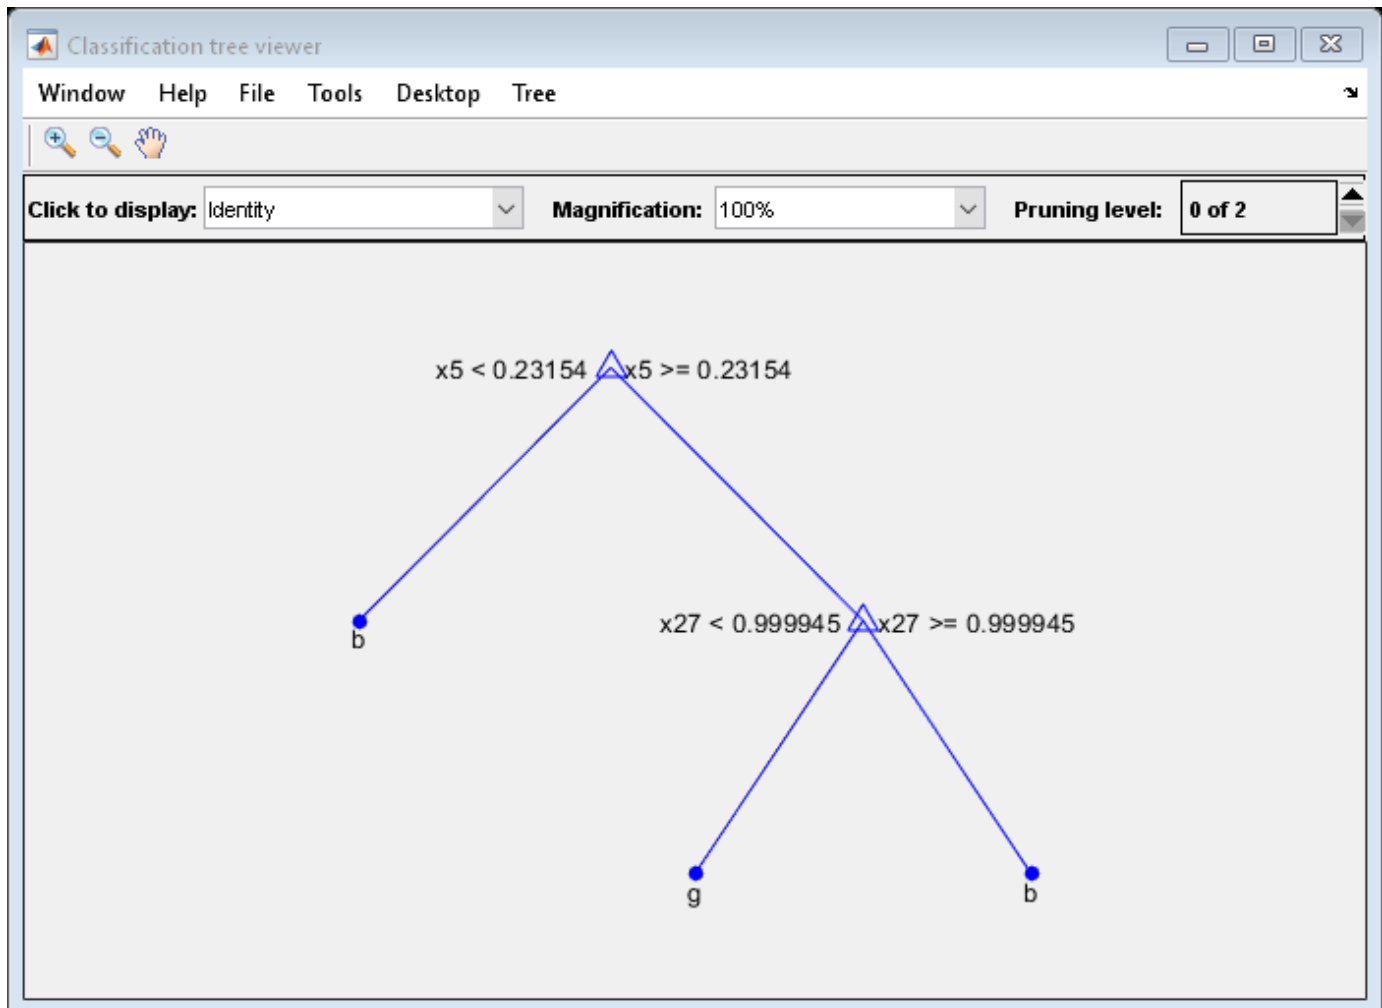 Classification tree viewer
Window Help File Tools Desktop Tree
Click to display: Identity Magnification: 100% Pruning level: 0 of 2
x5 < 0.23154 x5 >= 0.23154
b
x27 < 0.999945 x27 >= 0.999945
g b